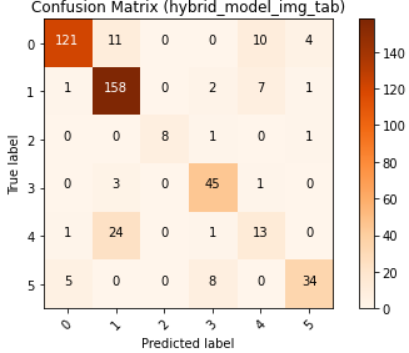 Confusion Matrix (hybrid_model_img_tab)
0 121 11 0 0 10 4
1 1 158 0 2 7 1
2 0 0 8 1 0 1
3 0 3 0 45 1 0
4 1 24 0 1 13 0
5 5 0 0 8 0 34
0 1 2 3 4 5
True label
Predicted label
140
120
100
80
60
40
20
0